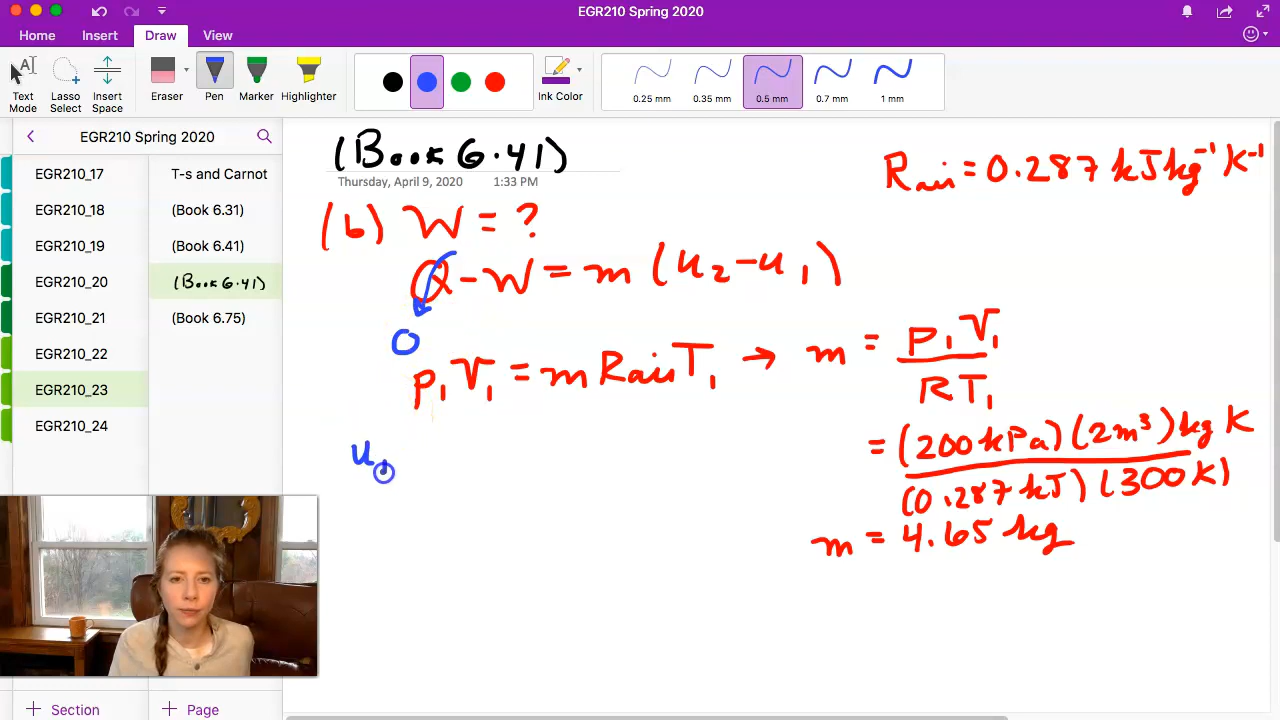 EGR210 Spring 2020
Home Insert Draw View
Text Mode
Lasso Select
Insert Space
Eraser
Pen
Marker
Highlighter
Ink Color
0.25 mm
0.35 mm
0.5 mm
0.7 mm
1 mm
EGR210 Spring 2020
EGR210_17
EGR210_18
EGR210_19
EGR210_20
EGR210_21
EGR210_22
EGR210_23
EGR210_24
+ Section
T-s and Carnot
(Book 6.31)
(Book 6.41)
(Book 6.41)
(Book 6.75)
+ Page
(Book 6.41)
Thursday, April 9, 2020 1:33 PM
R_air = 0.287 kJ kg⁻¹ K⁻¹
(b) W = ?
Q - W = m (u₂ - u₁)
0
p₁V₁ = m R_air T₁ → m = p₁V₁ / RT₁
= (200 kPa)(2m³) kg K / (0.287 kJ)(300 K)
m = 4.65 kg
u₁